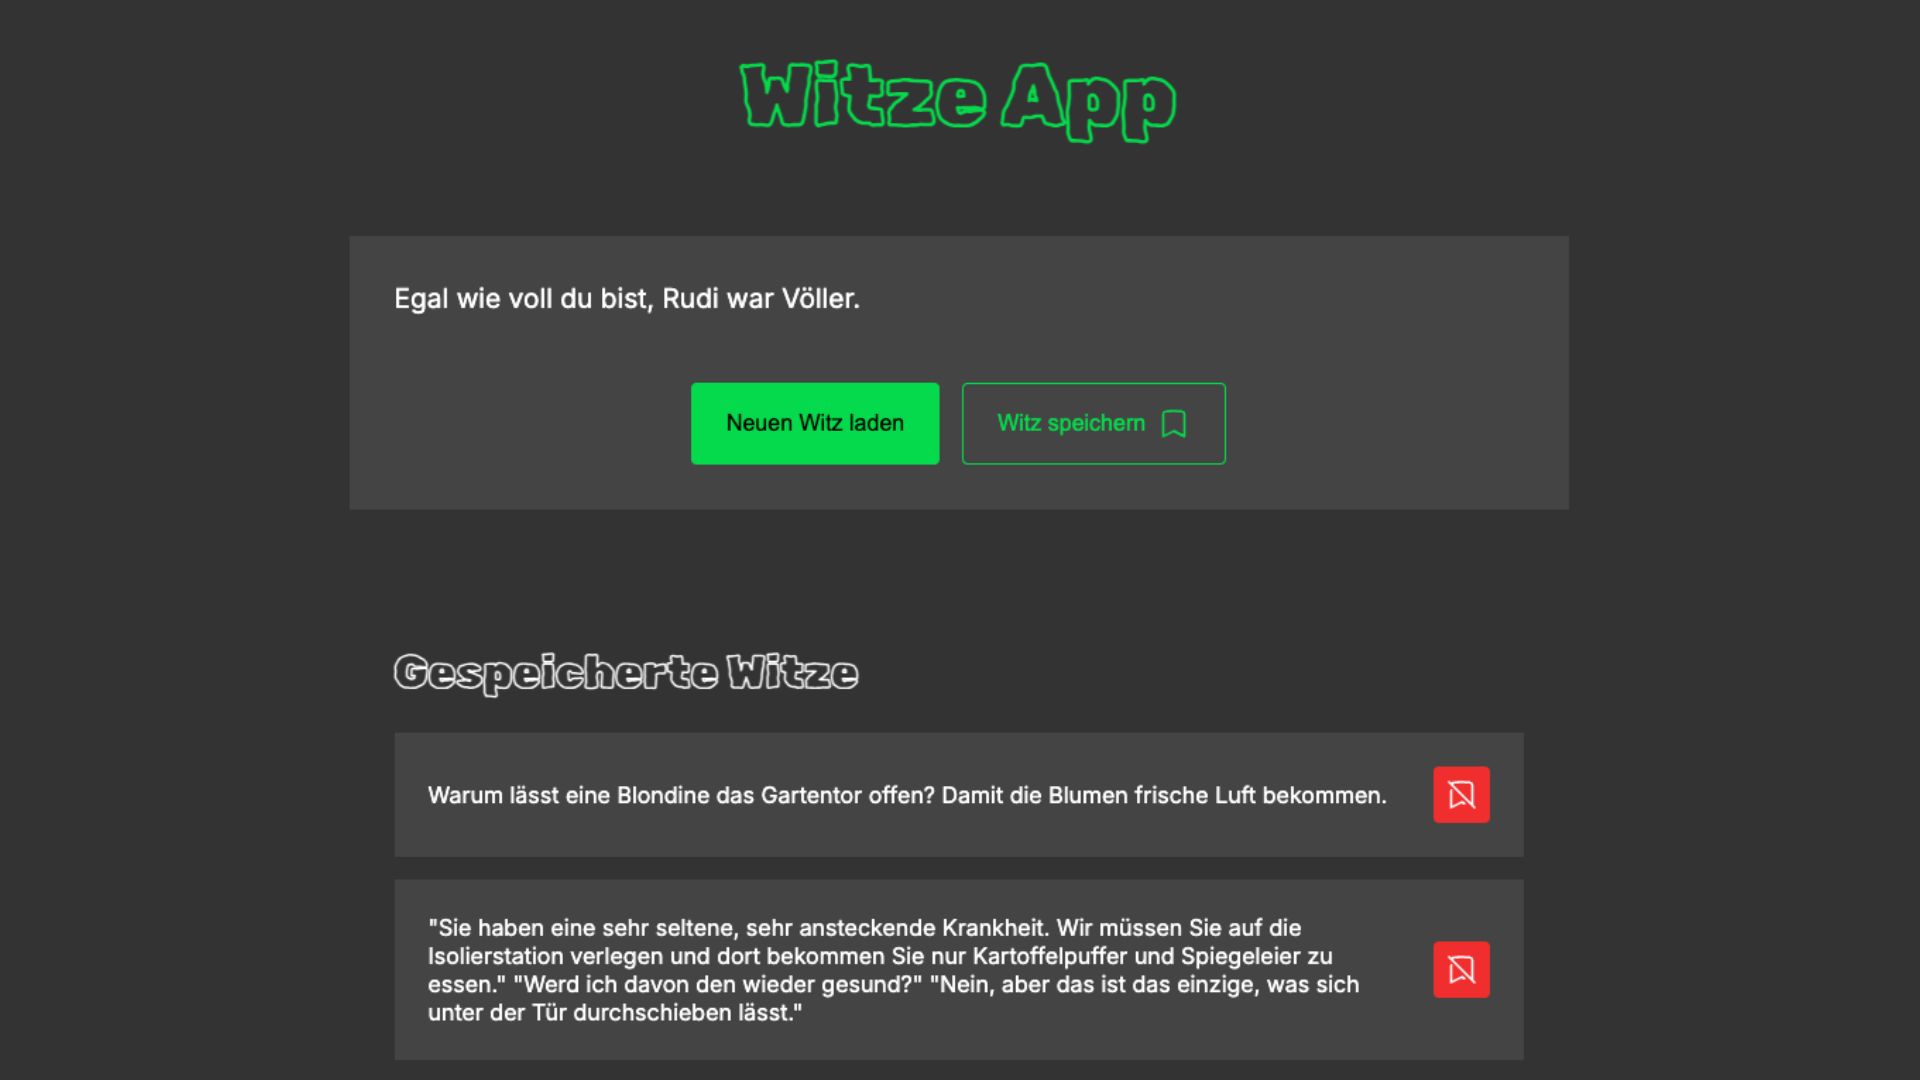 Witze App
Egal wie voll du bist, Rudi war Völler.
Neuen Witz laden
Witz speichern
Gespeicherte Witze
Warum lässt eine Blondine das Gartentor offen? Damit die Blumen frische Luft bekommen.
"Sie haben eine sehr seltene, sehr ansteckende Krankheit. Wir müssen Sie auf die
Isolierstation verlegen und dort bekommen Sie nur Kartoffelpuffer und Spiegeleier zu
essen." "Werd ich davon den wieder gesund?" "Nein, aber das ist das einzige, was sich
unter der Tür durchschieben lässt."